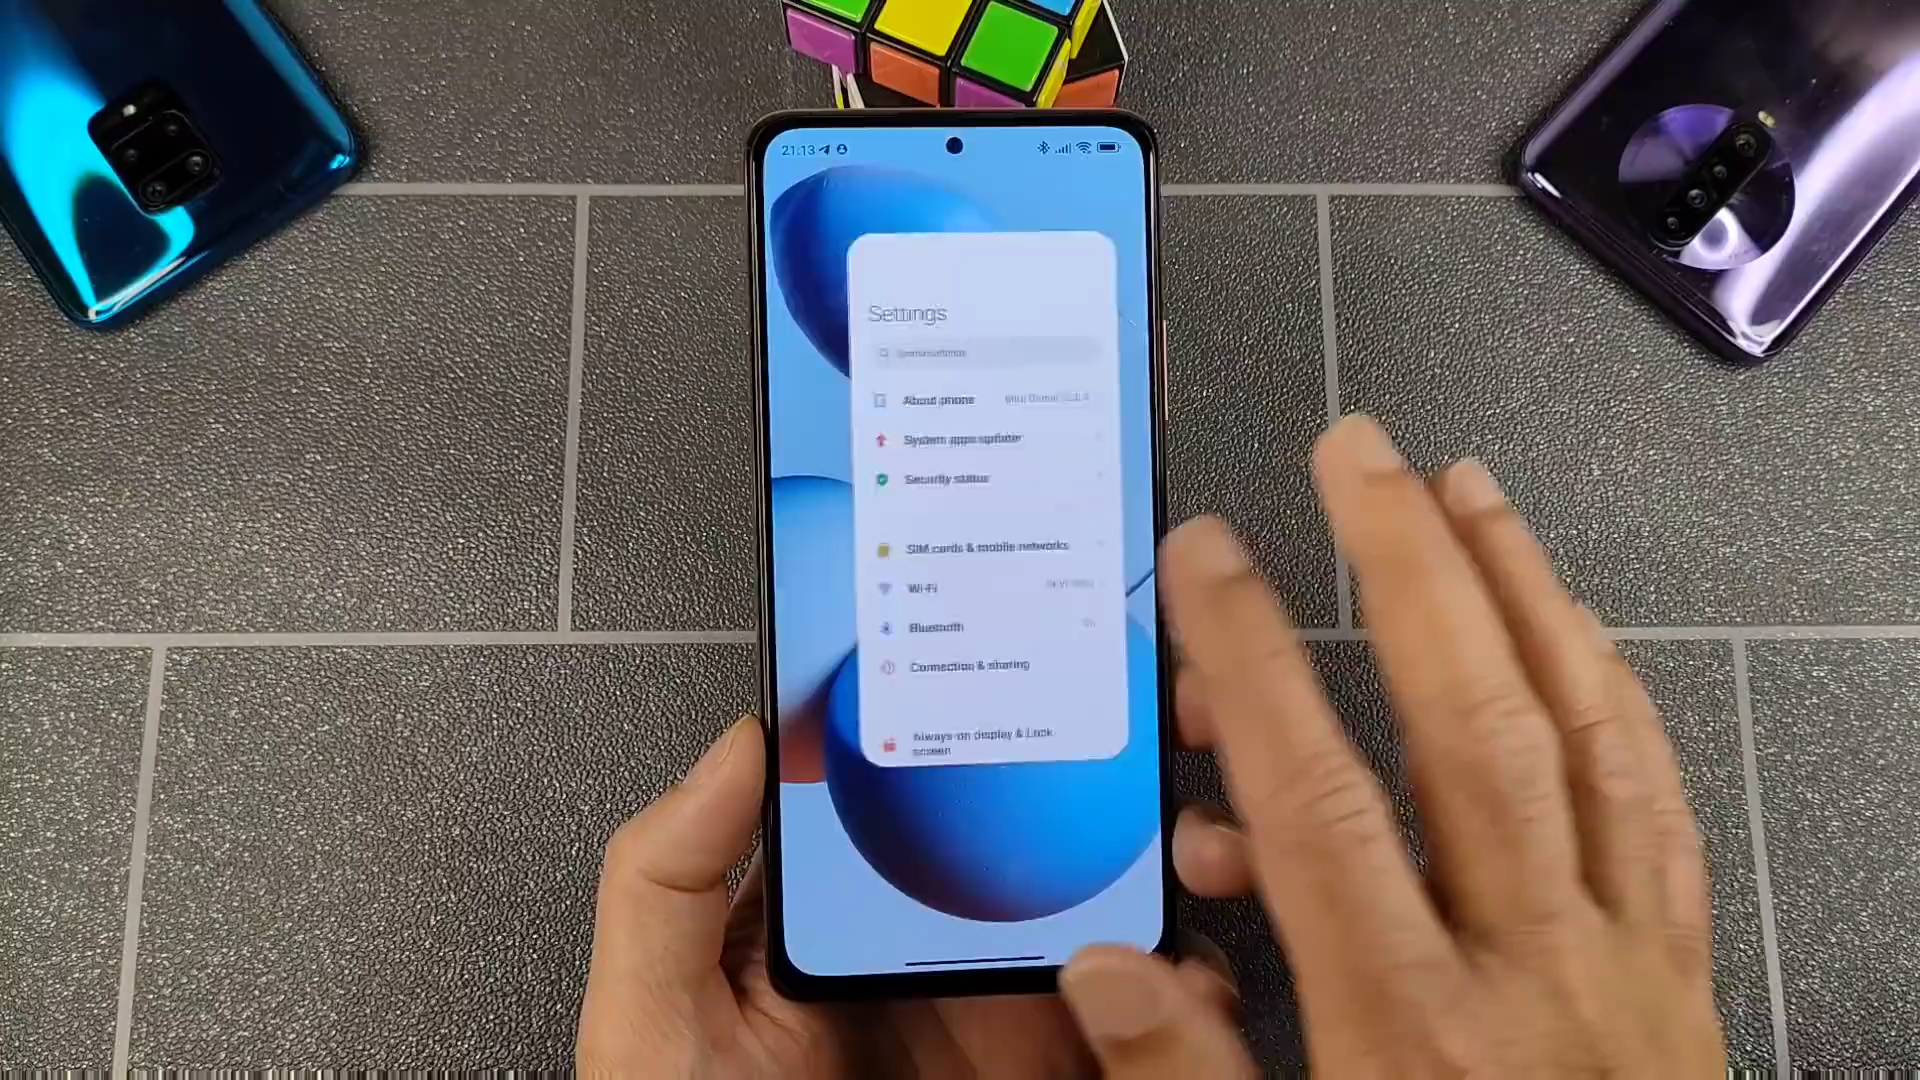 21:13
Settings
About phone
System apps updater
Security status
SIM cards & mobile networks
Wi-Fi
Bluetooth
Connection & sharing
Always-on display & Lock
screen